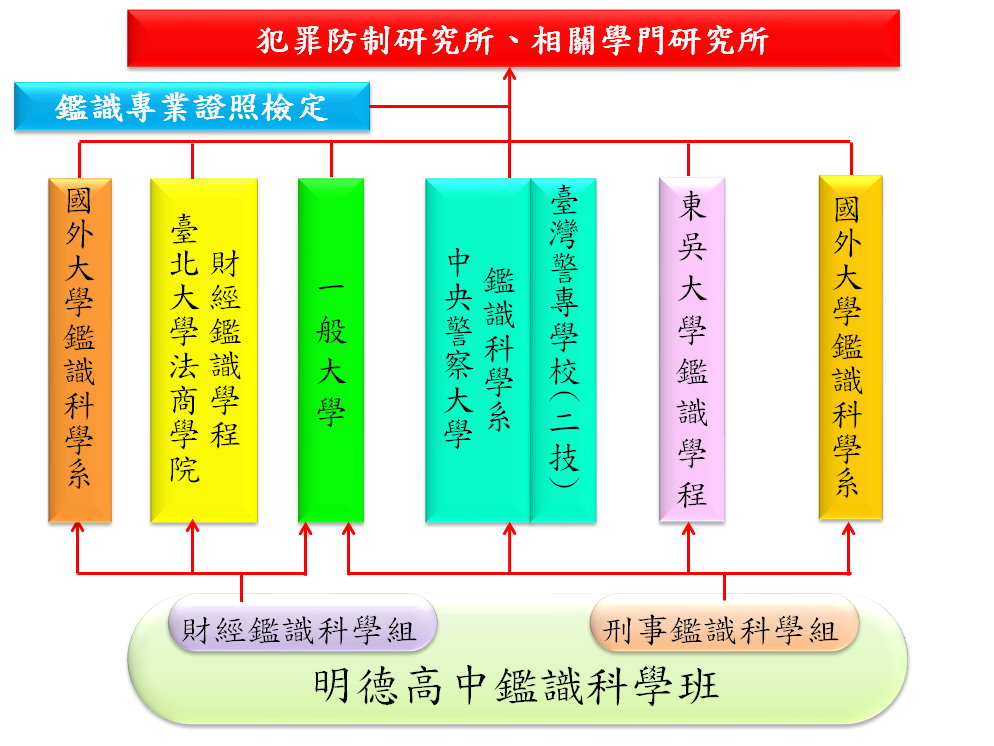 犯罪防制研究所、相關學門研究所
鑑識專業證照檢定
國外大學鑑識科學系
財經鑑識學程
臺北大學法商學院
一般大學
鑑識科學系
中央警察大學
臺灣警專學校(二技)
東吳大學鑑識學程
國外大學鑑識科學系
財經鑑識科學組
刑事鑑識科學組
明德高中鑑識科學班